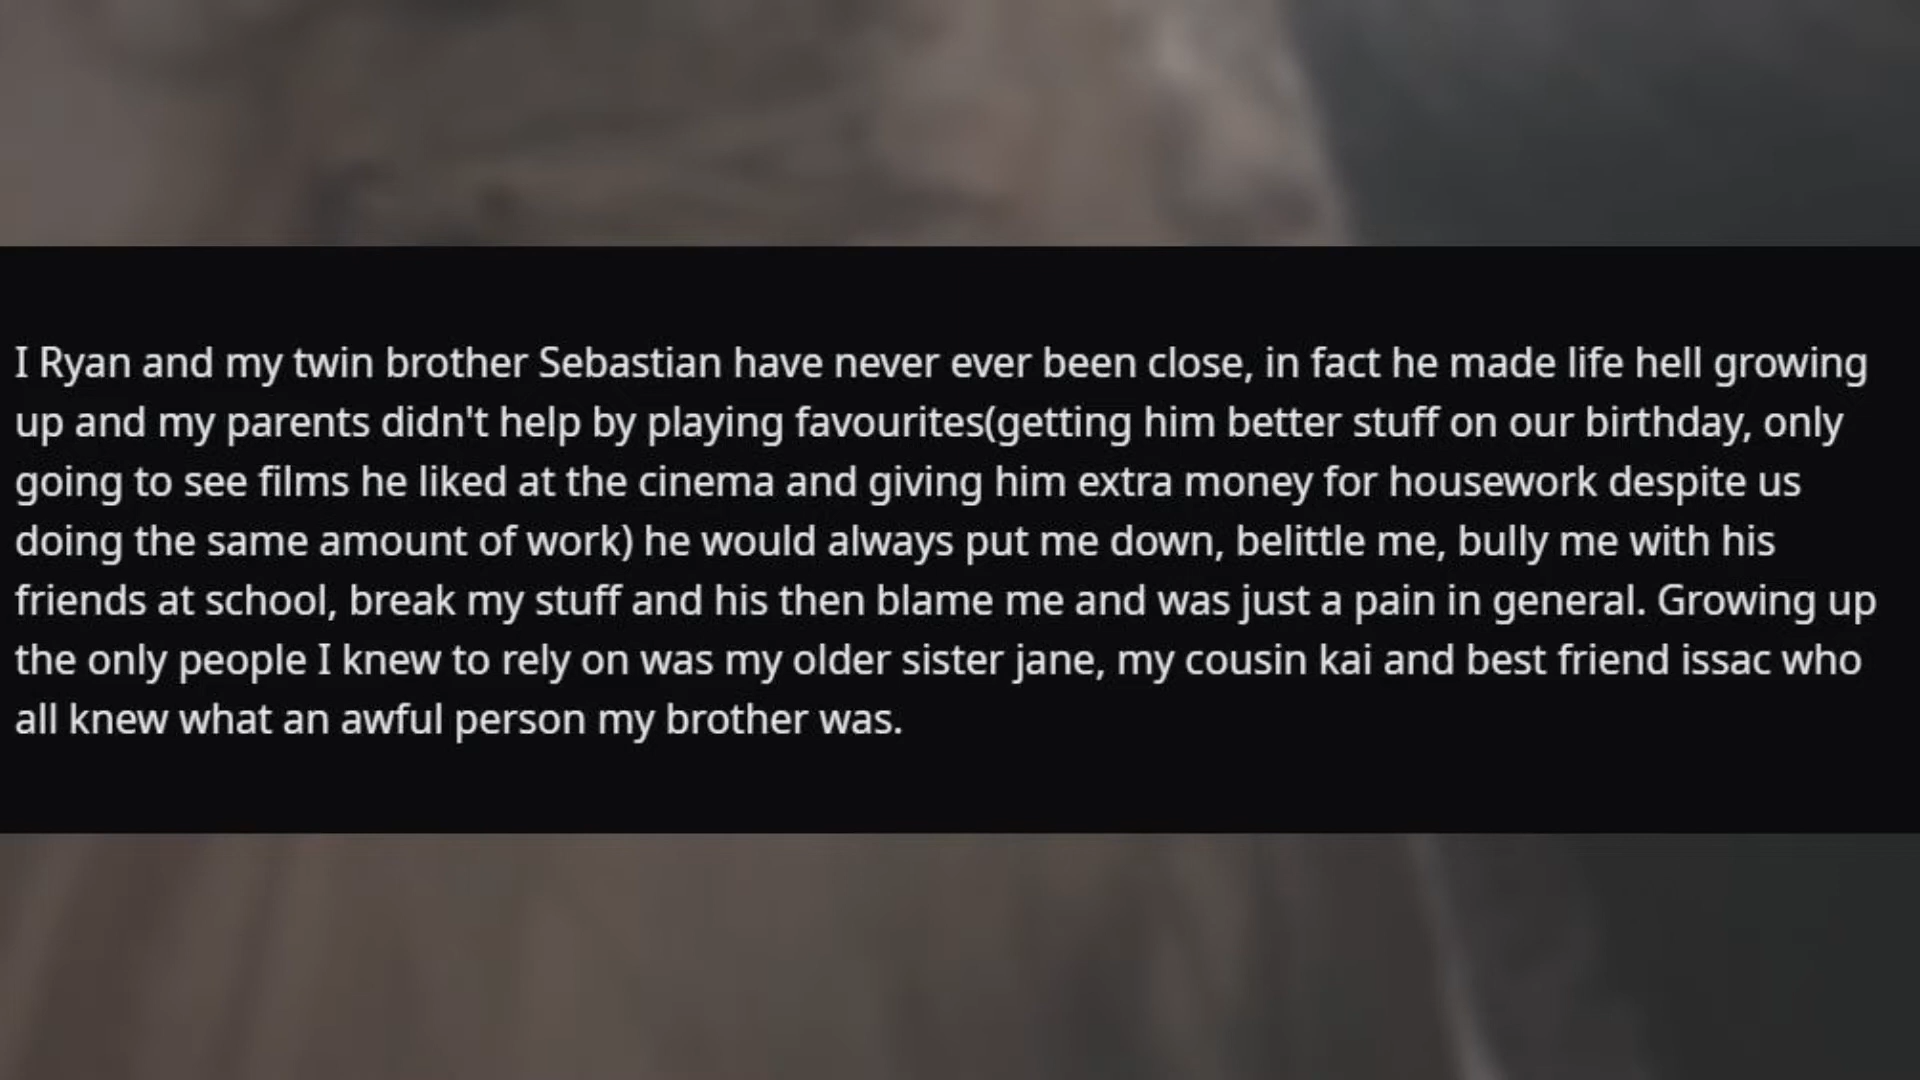 I Ryan and my twin brother Sebastian have never ever been close, in fact he made life hell growing
up and my parents didn't help by playing favourites(getting him better stuff on our birthday, only
going to see films he liked at the cinema and giving him extra money for housework despite us
doing the same amount of work) he would always put me down, belittle me, bully me with his
friends at school, break my stuff and his then blame me and was just a pain in general. Growing up
the only people I knew to rely on was my older sister jane, my cousin kai and best friend issac who
all knew what an awful person my brother was.